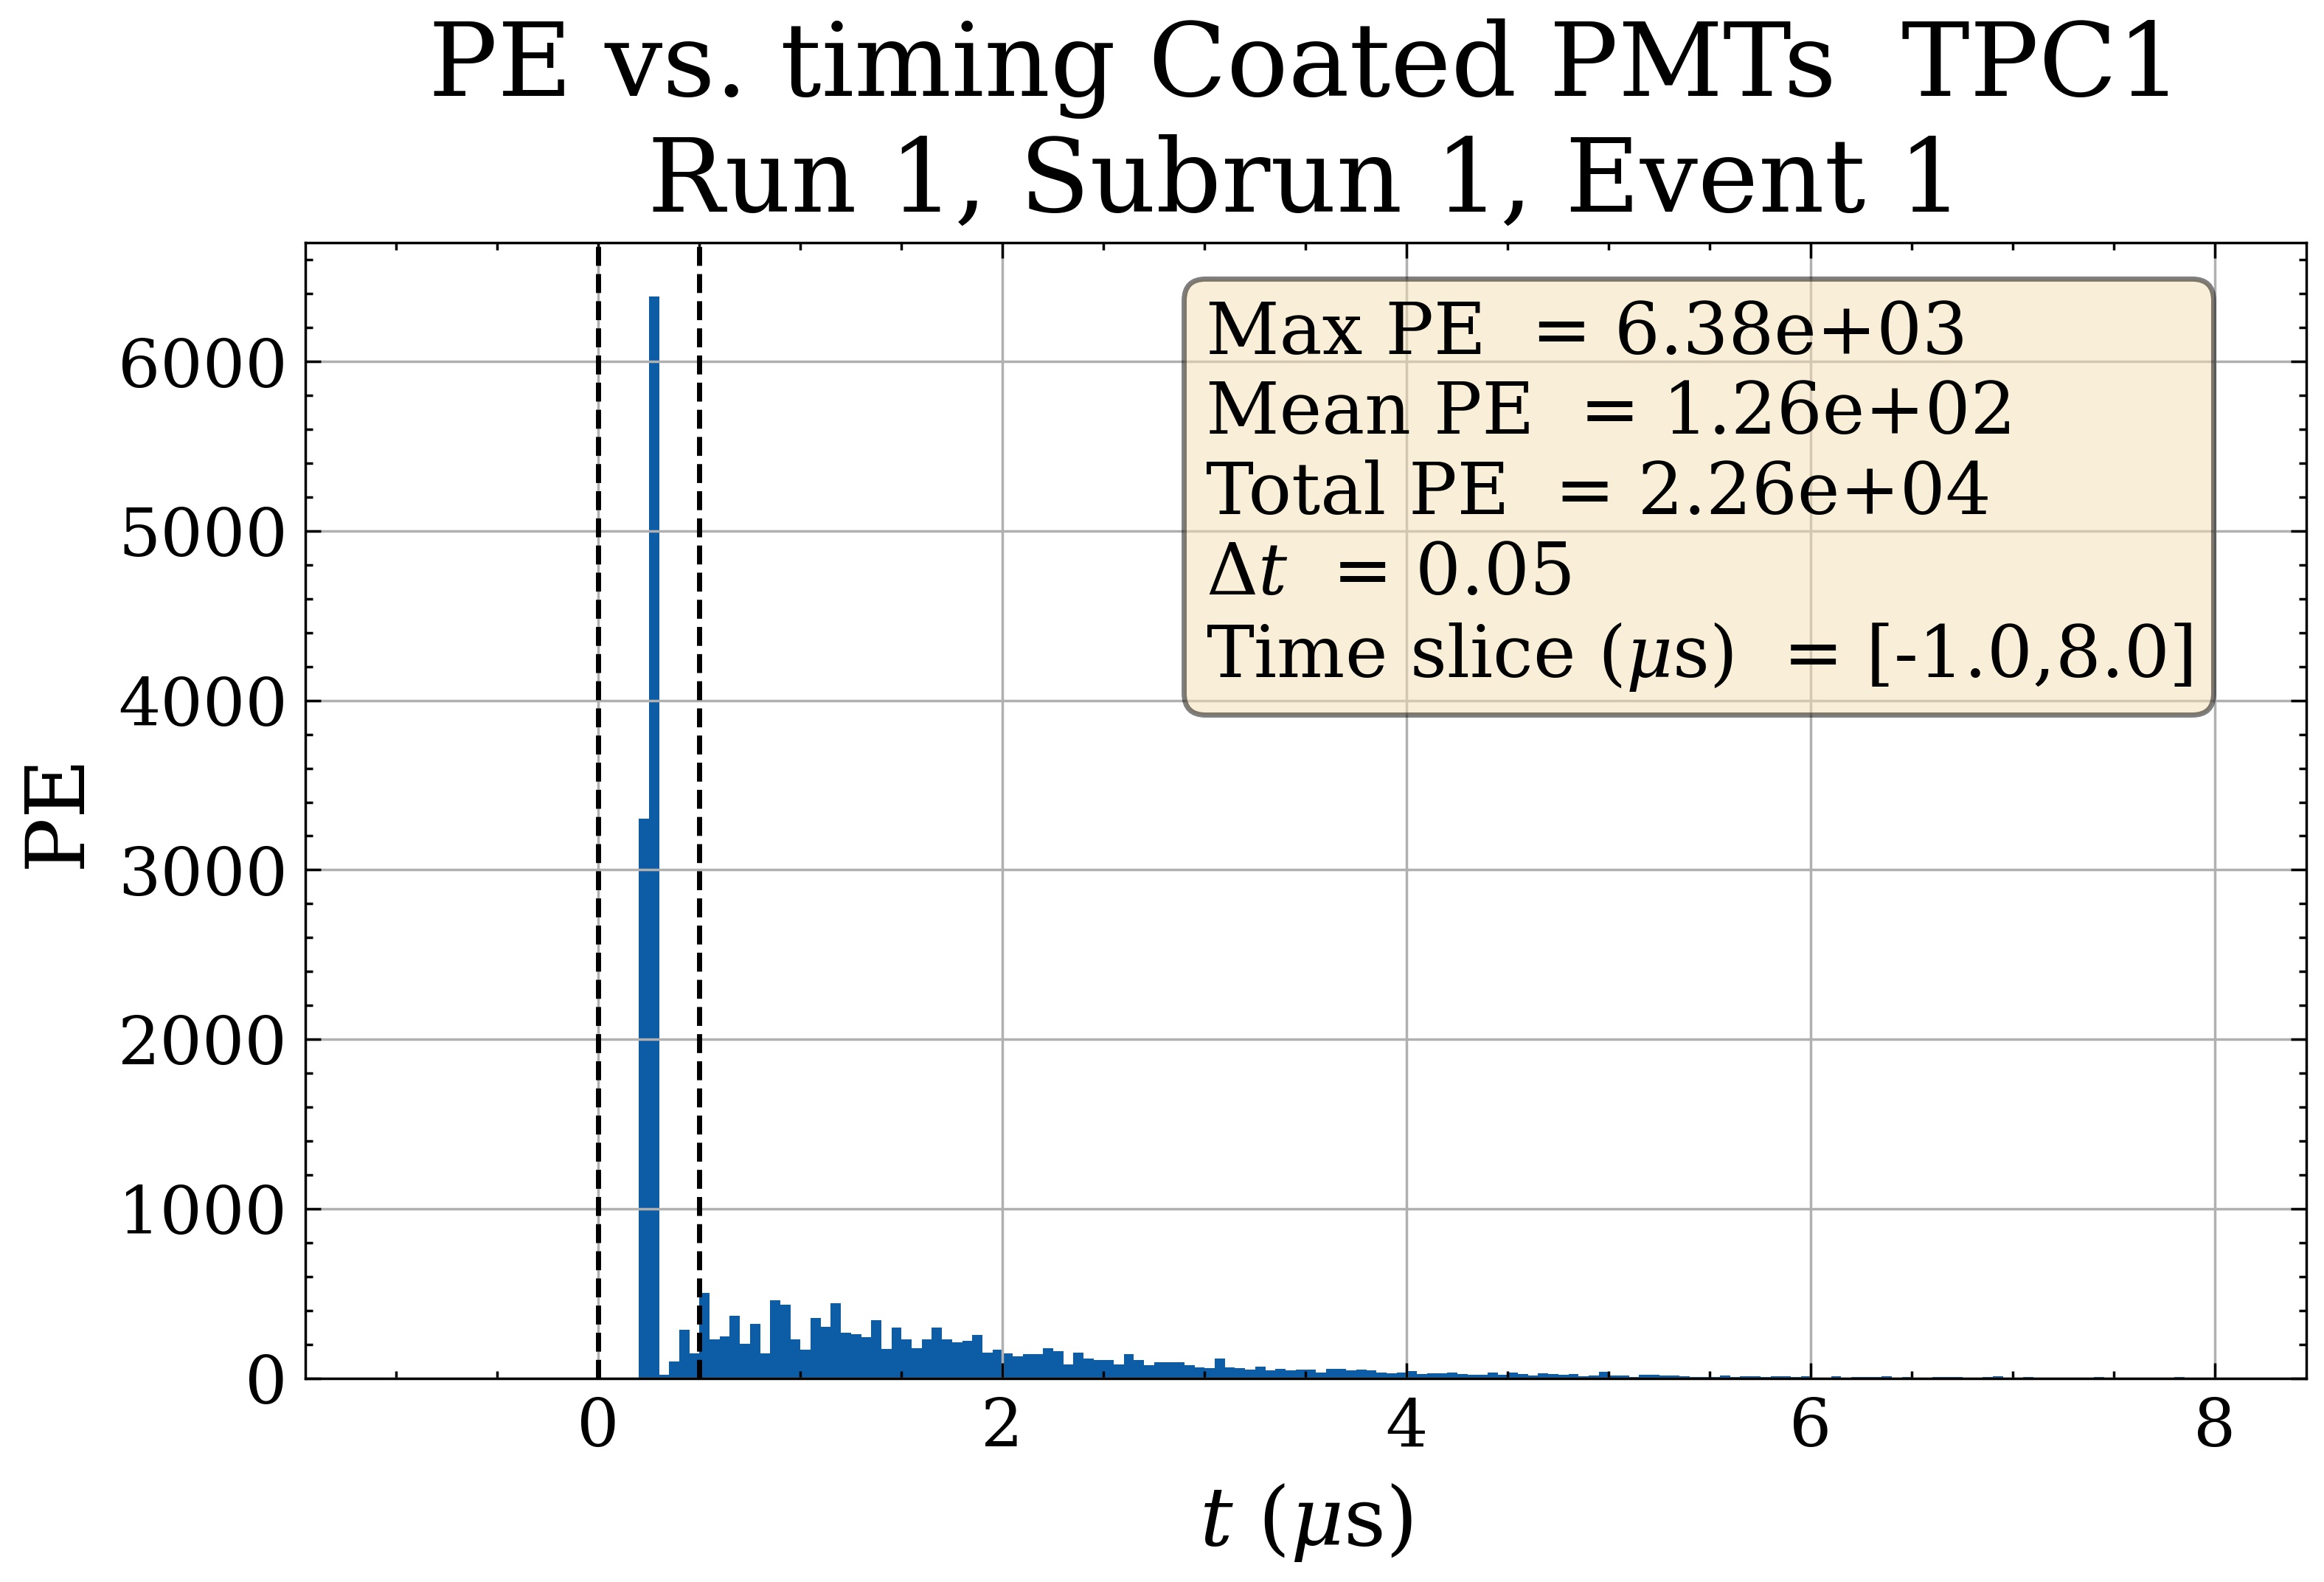 PE vs. timing Coated PMTs TPC1
Run 1, Subrun 1, Event 1
Max PE = 6.38e+03
Mean PE = 1.26e+02
Total PE = 2.26e+04
Δt = 0.05
Time slice (μs) = [-1.0,8.0]
PE
6000
5000
4000
3000
2000
1000
0
0 2 4 6 8
t (μs)